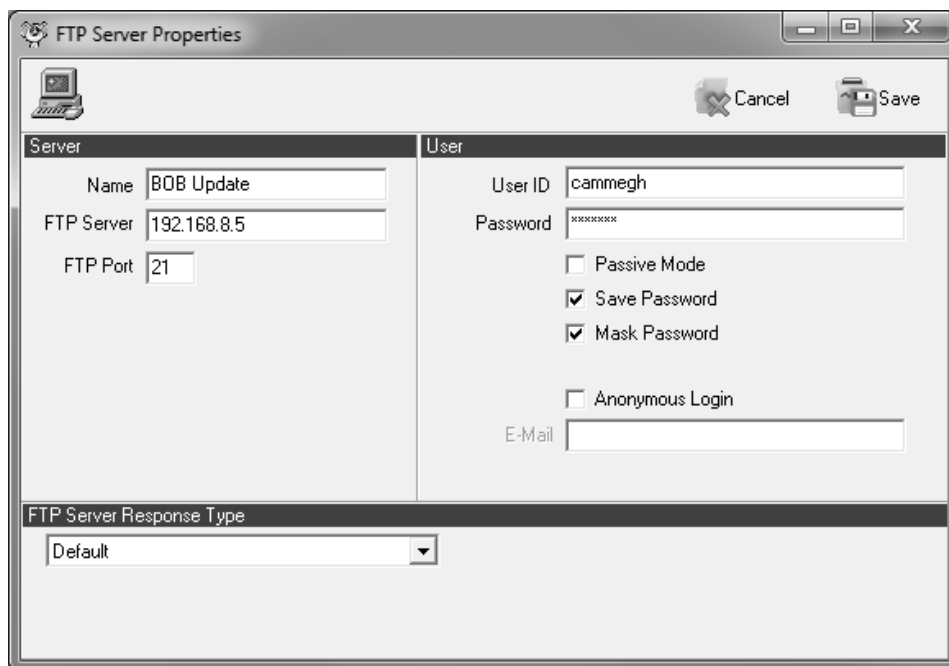 FTP Server Properties
Cancel Save
Server
Name BOB Update
FTP Server 192.168.8.5
FTP Port 21
User
User ID cammegh
Password *******
Passive Mode
Save Password
Mask Password
Anonymous Login
E-Mail
FTP Server Response Type
Default